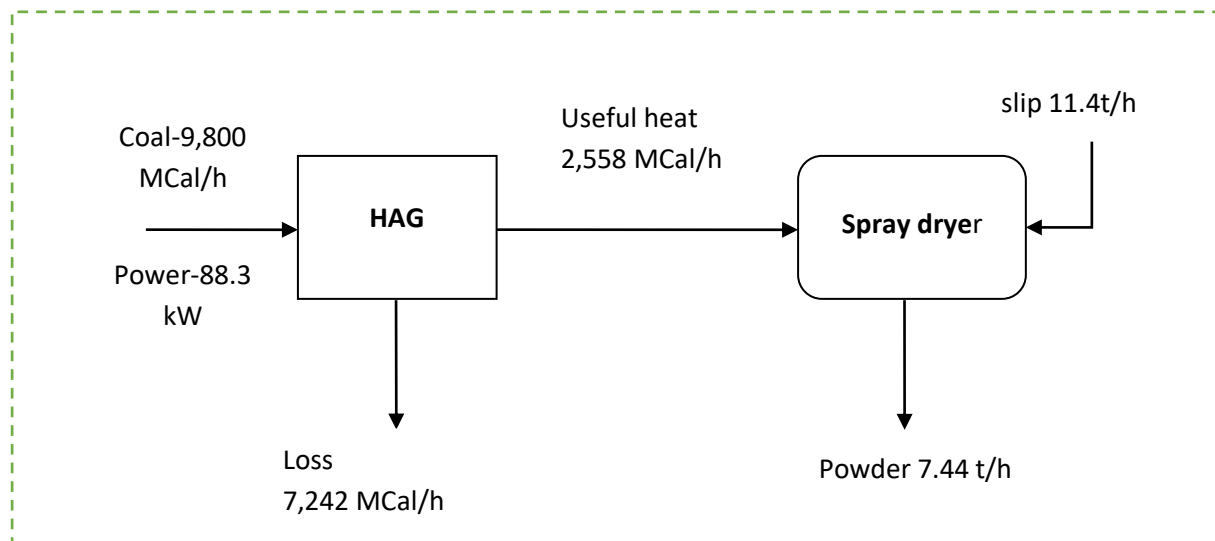 Coal-9,800
MCal/h
Power-88.3
kW
HAG
Loss
7,242 MCal/h
Useful heat
2,558 MCal/h
Spray dryer
slip 11.4t/h
Powder 7.44 t/h